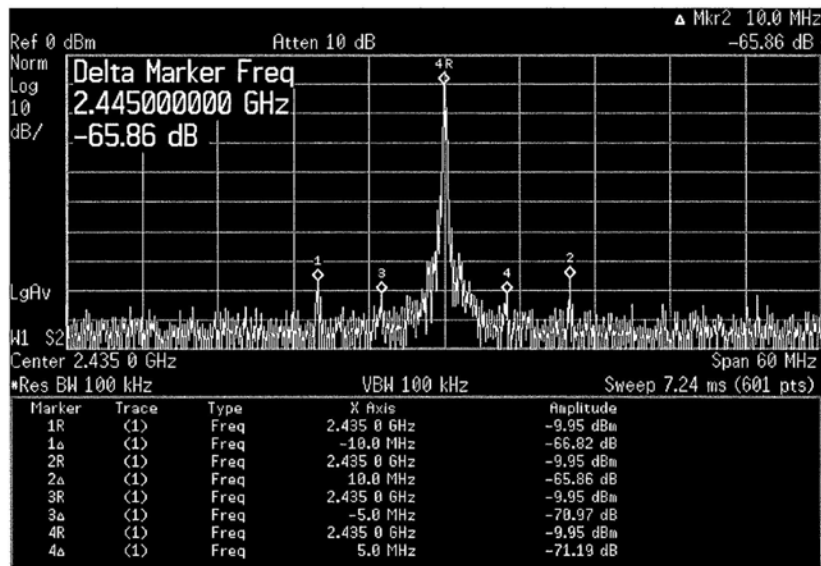 Δ Mkr2 10.0 MHz
Ref 0 dBm Atten 10 dB -65.86 dB
Norm
Log
10
dB/
Delta Marker Freq
2.445000000 GHz
-65.86 dB
4R
1
3
4
2
LgAv
W1 S2
Center 2.435 0 GHz Span 60 MHz
*Res BW 100 kHz VBW 100 kHz Sweep 7.24 ms (601 pts)
Marker Trace Type X Axis Amplitude
1R (1) Freq 2.435 0 GHz -9.95 dBm
1Δ (1) Freq -10.0 MHz -66.82 dB
2R (1) Freq 2.435 0 GHz -9.95 dBm
2Δ (1) Freq 10.0 MHz -65.86 dB
3R (1) Freq 2.435 0 GHz -9.95 dBm
3Δ (1) Freq -5.0 MHz -70.97 dB
4R (1) Freq 2.435 0 GHz -9.95 dBm
4Δ (1) Freq 5.0 MHz -71.19 dB